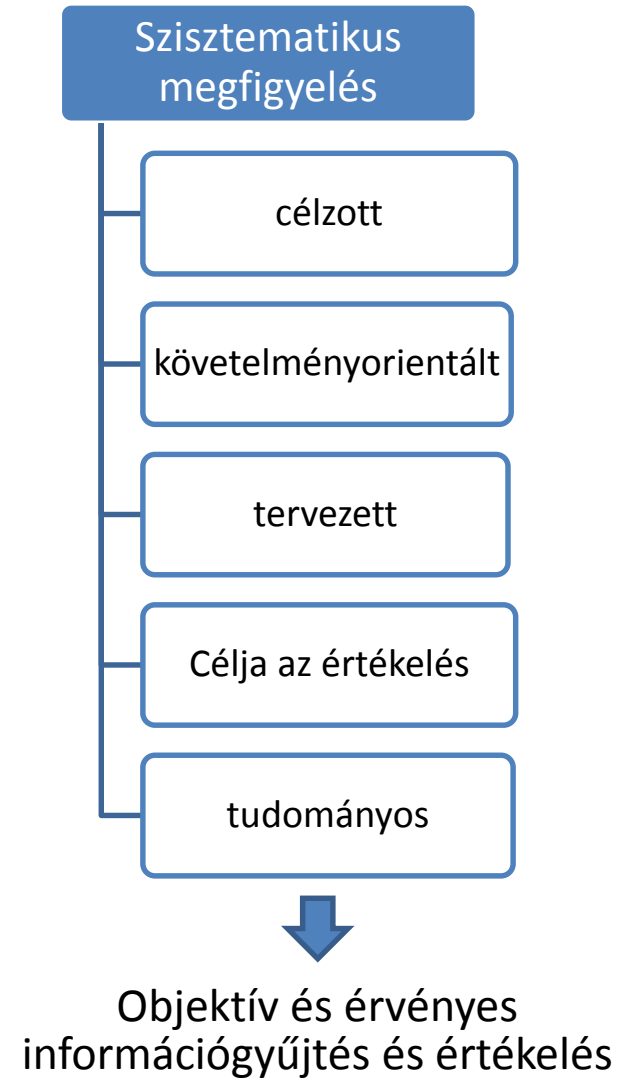 Szisztematikus
megfigyelés
célzott
követelményorientált
tervezett
Célja az értékelés
tudományos
Objektív és érvényes
információgyűjtés és értékelés